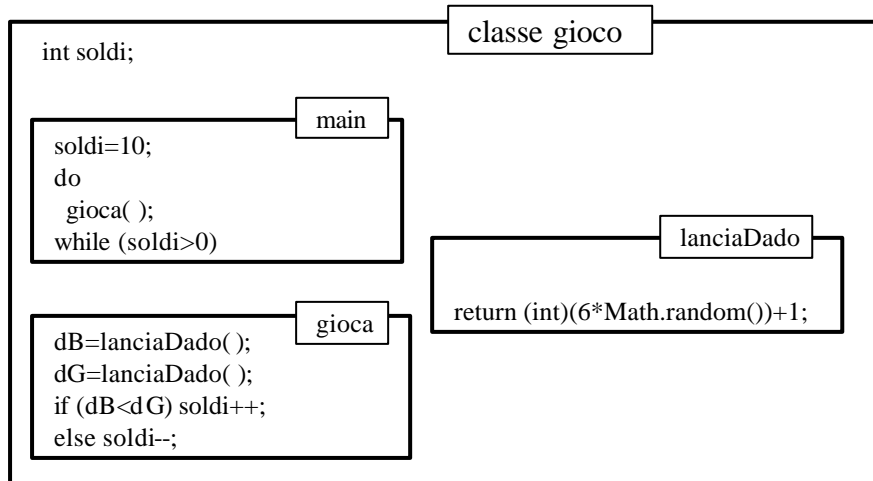 classe gioco
int soldi;
main
soldi=10;
do
gioca( );
while (soldi>0)
lanciaDado
return (int)(6*Math.random())+1;
gioca
dB=lanciaDado( );
dG=lanciaDado( );
if (dB<dG) soldi++;
else soldi--;